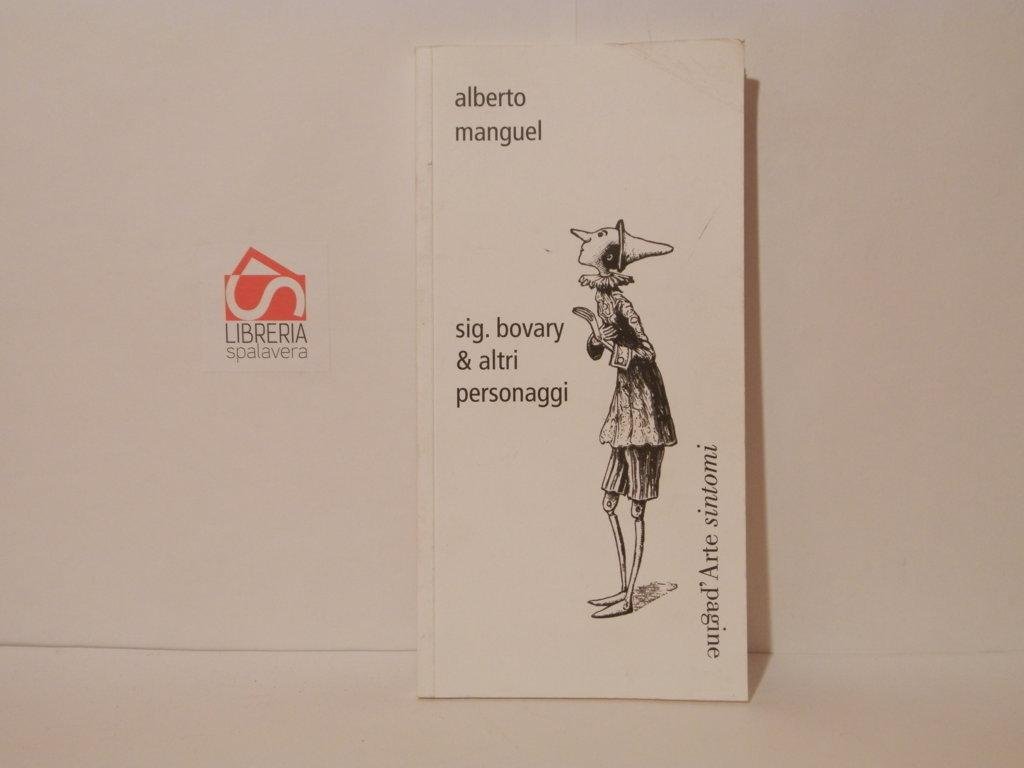 alberto
manguel
sig. bovary
& altri
personaggi
pagine d'Arte sintomi
LIBRERIA
spalavera